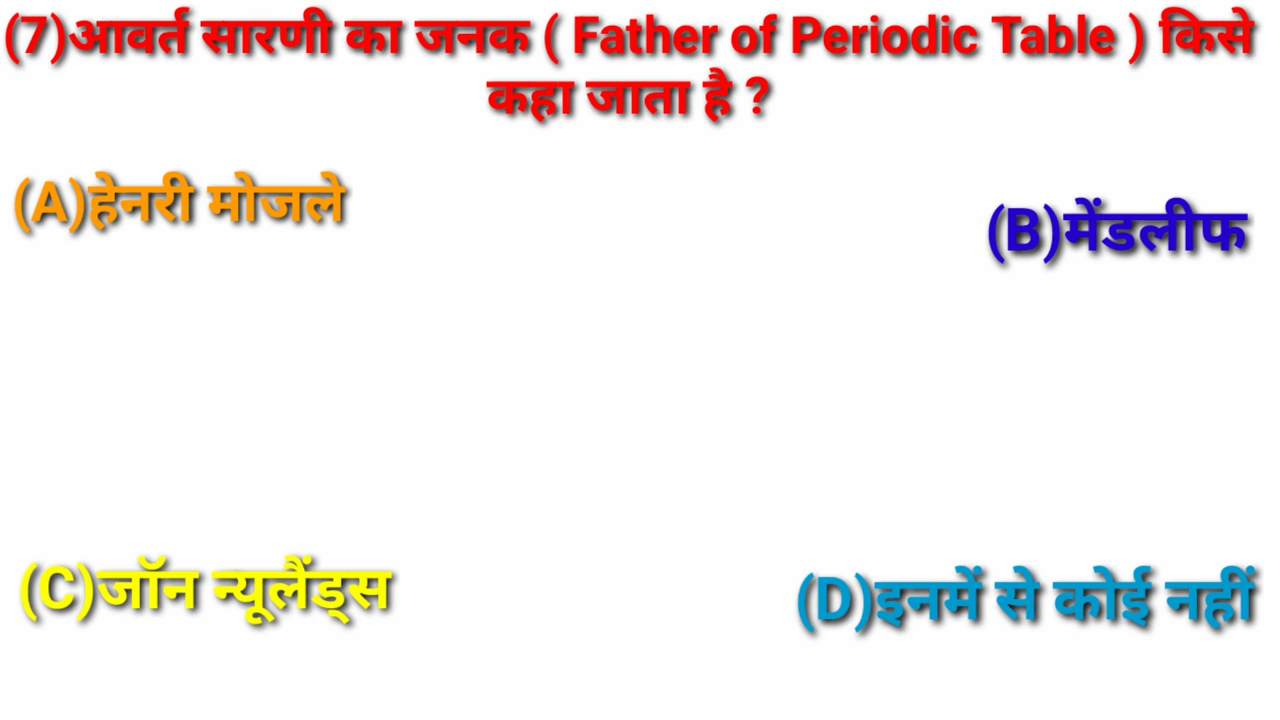 (7)आवर्त सारणी का जनक ( Father of Periodic Table ) किसे
कहा जाता है ?
(A)हेनरी मोजले
(B)मेंडलीफ
(C)जॉन न्यूलैंड्स
(D)इनमें से कोई नहीं